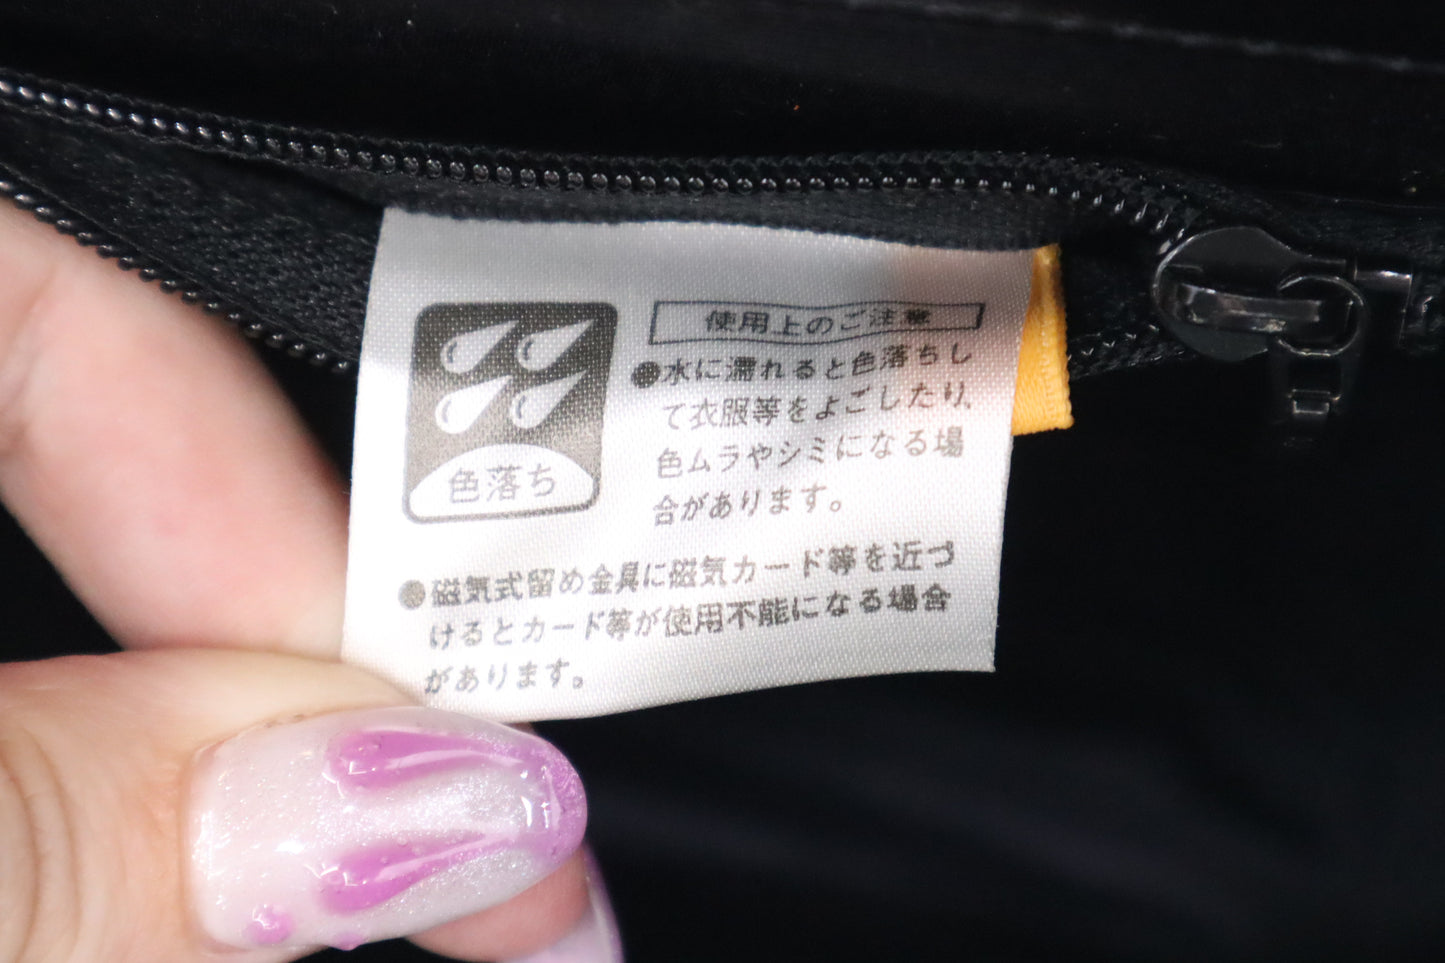 色落ち
使用上のご注意
●水に濡れると色落ちし
て衣服等をよごしたり、
色ムラやシミになる場
合があります。
●磁気式留め金具に磁気カード等を近づ
けるとカード等が使用不能になる場合
があります。